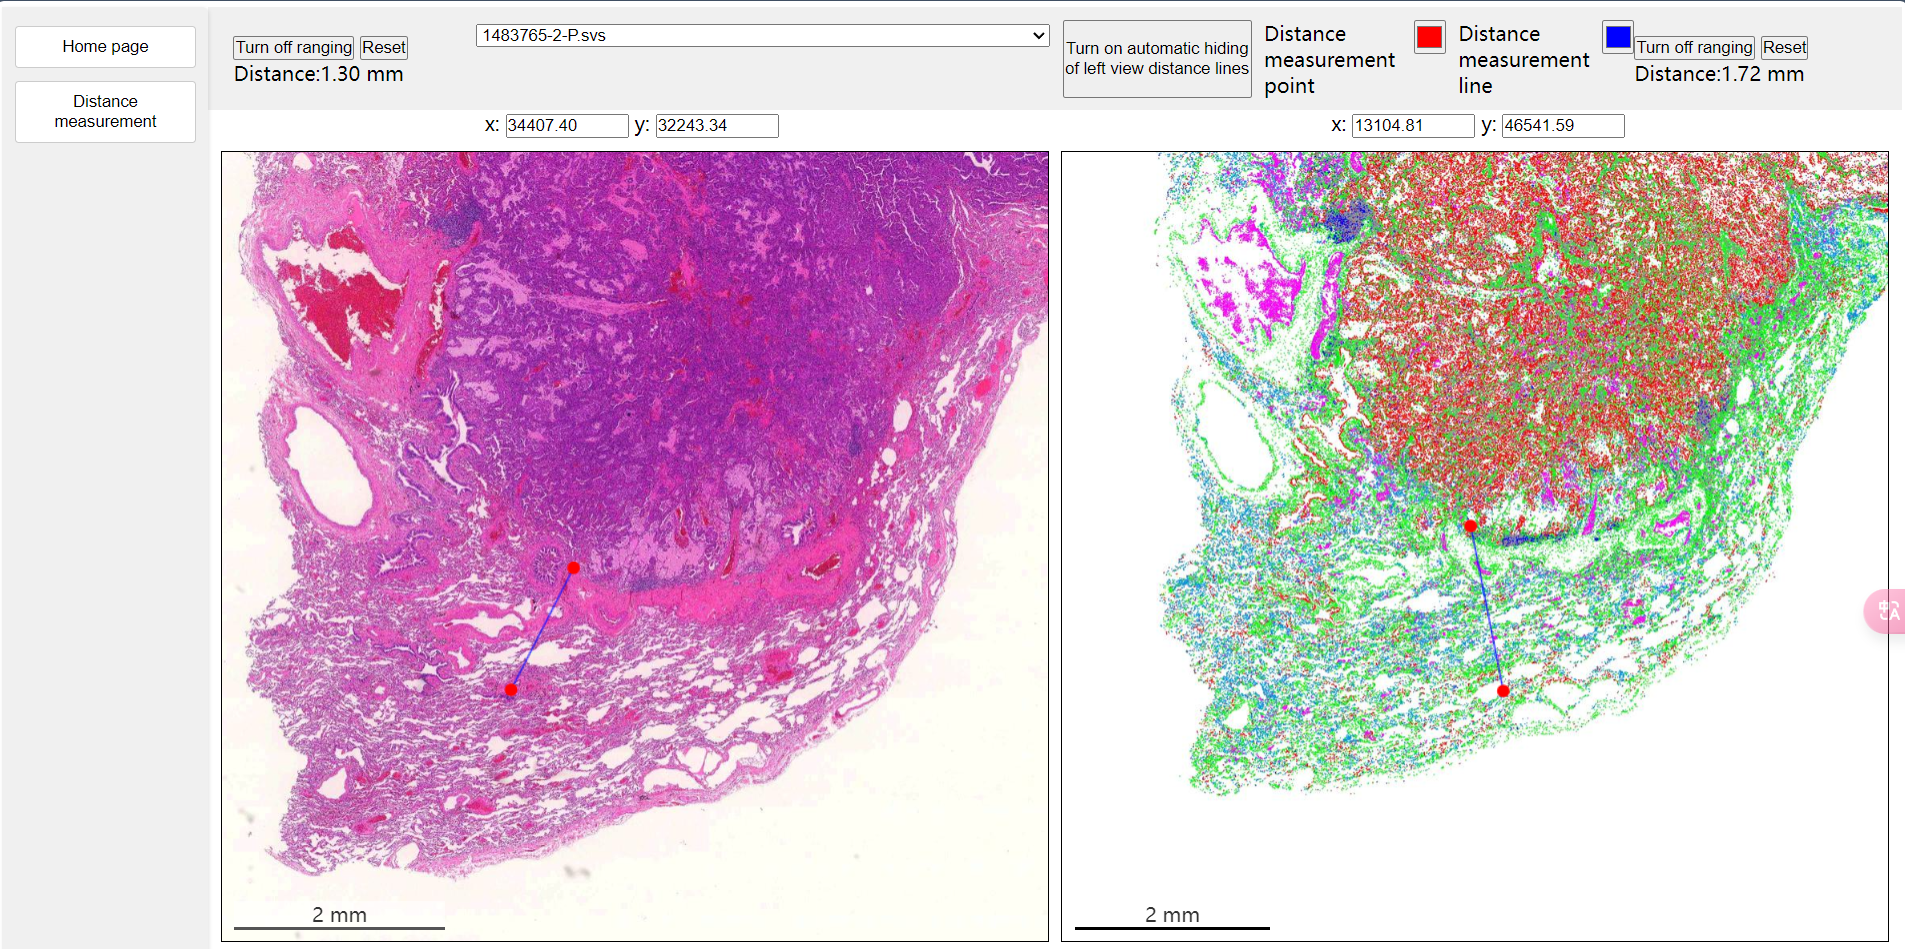 Home page
Distance
measurement
Turn off ranging
Reset
Distance:1.30 mm
1483765-2-P.svs
Turn on automatic hiding
of left view distance lines
Distance
measurement
point
Distance
measurement
line
Turn off ranging
Reset
Distance:1.72 mm
x: 34407.40 y: 32243.34
x: 13104.81 y: 46541.59
中A
2 mm
2 mm